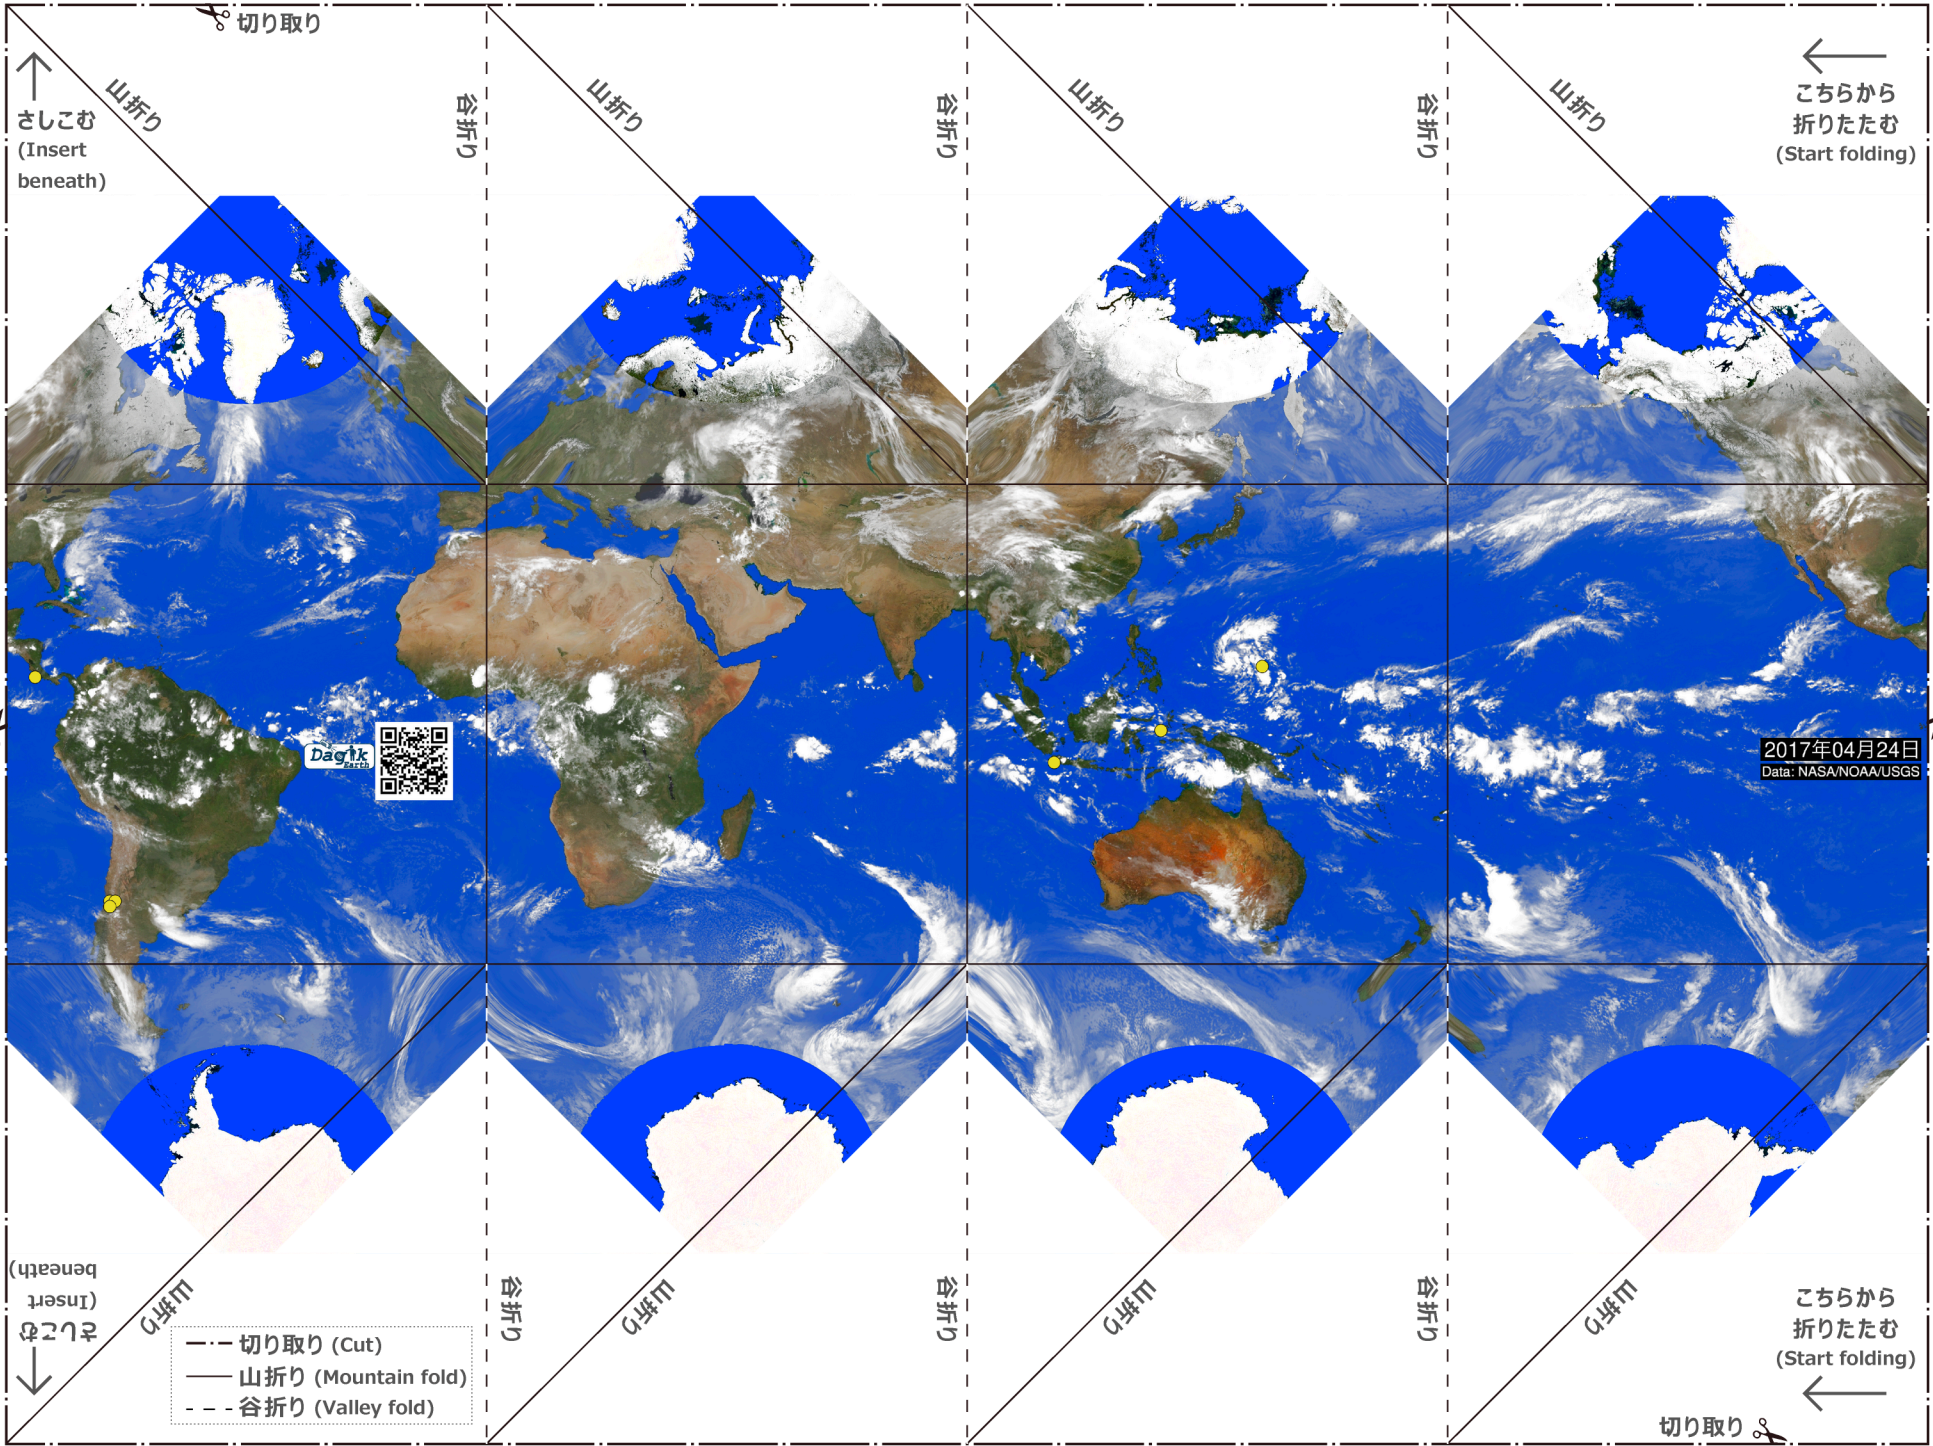 切り取り
さしこむ
(Insert
beneath)
山折り
谷折り
山折り
谷折り
山折り
谷折り
山折り
こちらから
折りたたむ
(Start folding)
Dagik
Earth
2017年04月24日
Data: NASA/NOAA/USGS
さしこむ
(Insert
beneath)
山折り
谷折り
山折り
谷折り
山折り
谷折り
山折り
こちらから
折りたたむ
(Start folding)
切り取り (Cut)
山折り (Mountain fold)
谷折り (Valley fold)
切り取り